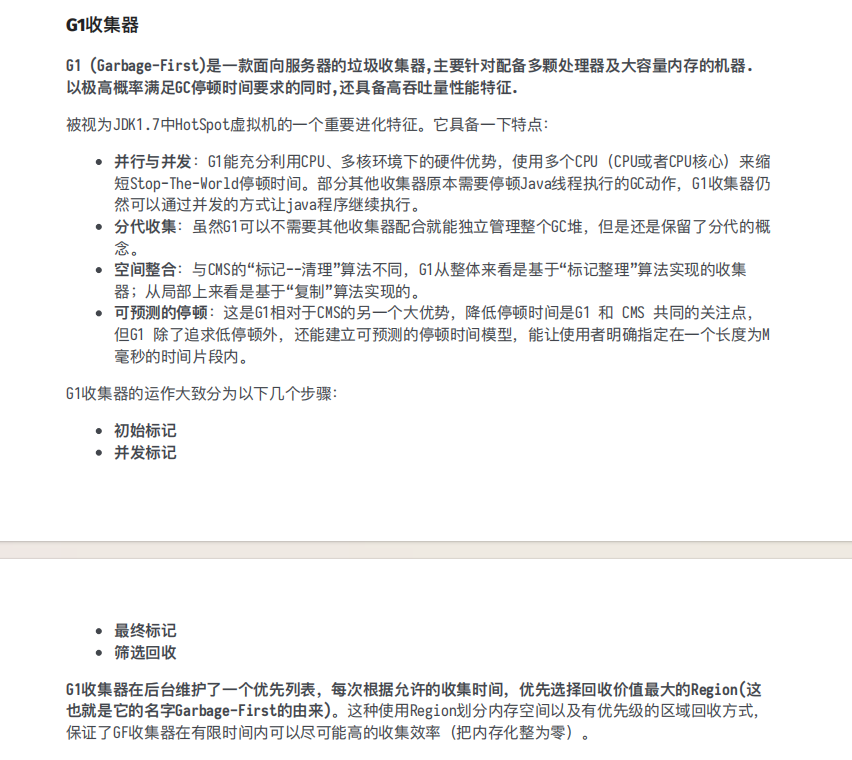 G1收集器
G1 (Garbage-First)是一款面向服务器的垃圾收集器,主要针对配备多颗处理器及大容量内存的机器.
以极高概率满足GC停顿时间要求的同时,还具备高吞吐量性能特征.
被视为JDK1.7中HotSpot虚拟机的一个重要进化特征。它具备一下特点：
并行与并发：G1能充分利用CPU、多核环境下的硬件优势，使用多个CPU（CPU或者CPU核心）来缩
短Stop-The-World停顿时间。部分其他收集器原本需要停顿Java线程执行的GC动作，G1收集器仍
然可以通过并发的方式让java程序继续执行。
分代收集：虽然G1可以不需要其他收集器配合就能独立管理整个GC堆，但是还是保留了分代的概
念。
空间整合：与CMS的“标记--清理”算法不同，G1从整体来看是基于“标记整理”算法实现的收集
器；从局部上来看是基于“复制”算法实现的。
可预测的停顿：这是G1相对于CMS的另一个大优势，降低停顿时间是G1 和 CMS 共同的关注点，
但G1 除了追求低停顿外，还能建立可预测的停顿时间模型，能让使用者明确指定在一个长度为M
毫秒的时间片段内。
G1收集器的运作大致分为以下几个步骤：
初始标记
并发标记
最终标记
筛选回收
G1收集器在后台维护了一个优先列表，每次根据允许的收集时间，优先选择回收价值最大的Region(这
也就是它的名字Garbage-First的由来)。这种使用Region划分内存空间以及有优先级的区域回收方式，
保证了GF收集器在有限时间内可以尽可能高的收集效率（把内存化整为零）。